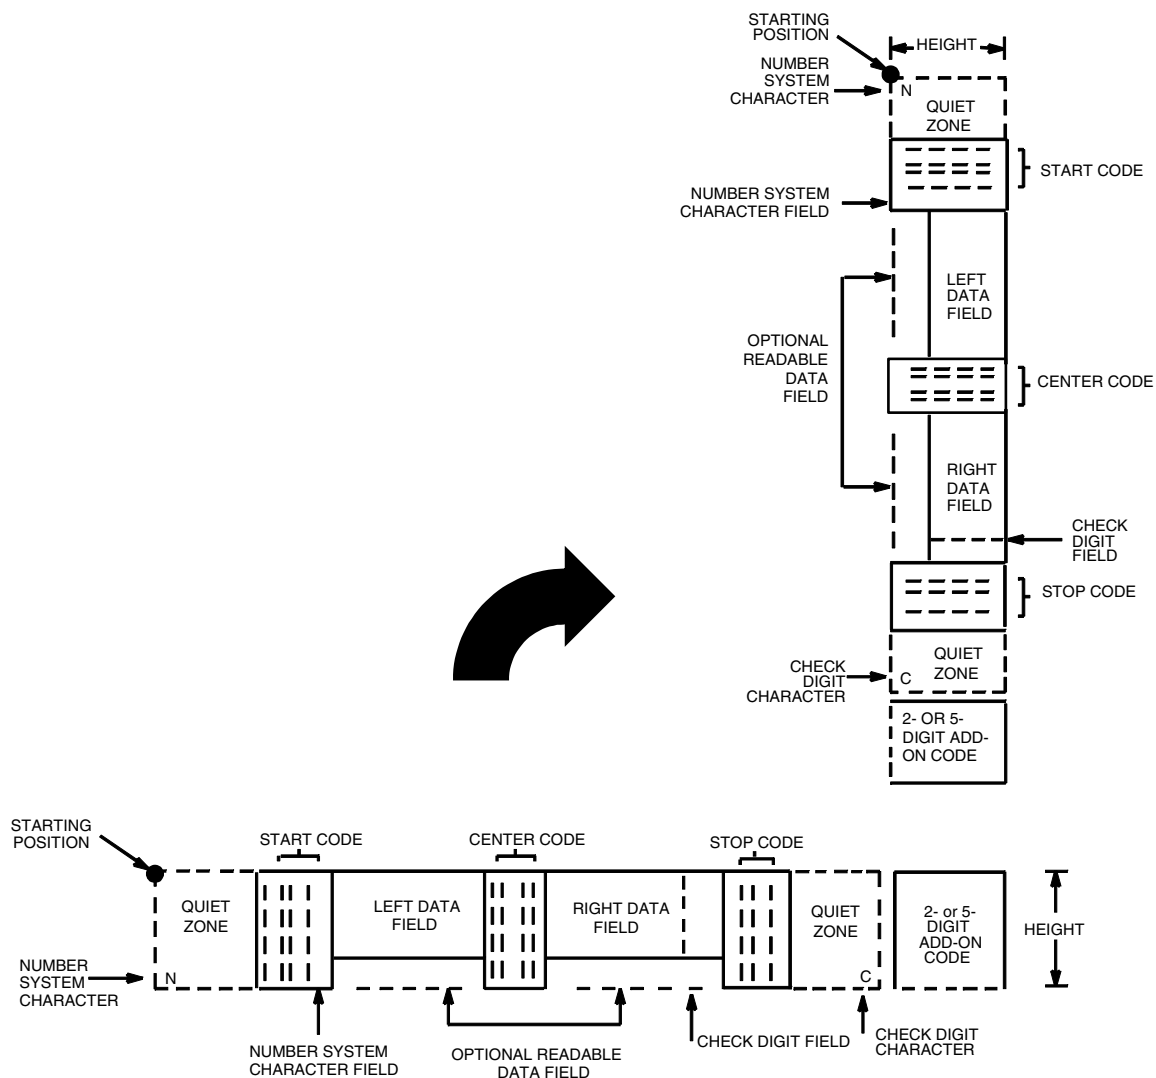 STARTING
POSITION
HEIGHT
NUMBER
SYSTEM
CHARACTER
N
QUIET
ZONE
START CODE
NUMBER SYSTEM
CHARACTER FIELD
LEFT
DATA
FIELD
OPTIONAL
READABLE
DATA
FIELD
CENTER CODE
RIGHT
DATA
FIELD
CHECK
DIGIT
FIELD
STOP CODE
QUIET
ZONE
CHECK
DIGIT
CHARACTER
C
2- OR 5-
DIGIT ADD-
ON CODE
STARTING
POSITION
START CODE
CENTER CODE
STOP CODE
QUIET
ZONE
LEFT DATA
FIELD
RIGHT DATA
FIELD
QUIET
ZONE
2- or 5-
DIGIT
ADD-ON
CODE
HEIGHT
NUMBER
SYSTEM
CHARACTER
N
C
NUMBER SYSTEM
CHARACTER FIELD
OPTIONAL READABLE
DATA FIELD
CHECK DIGIT FIELD
CHECK DIGIT
CHARACTER